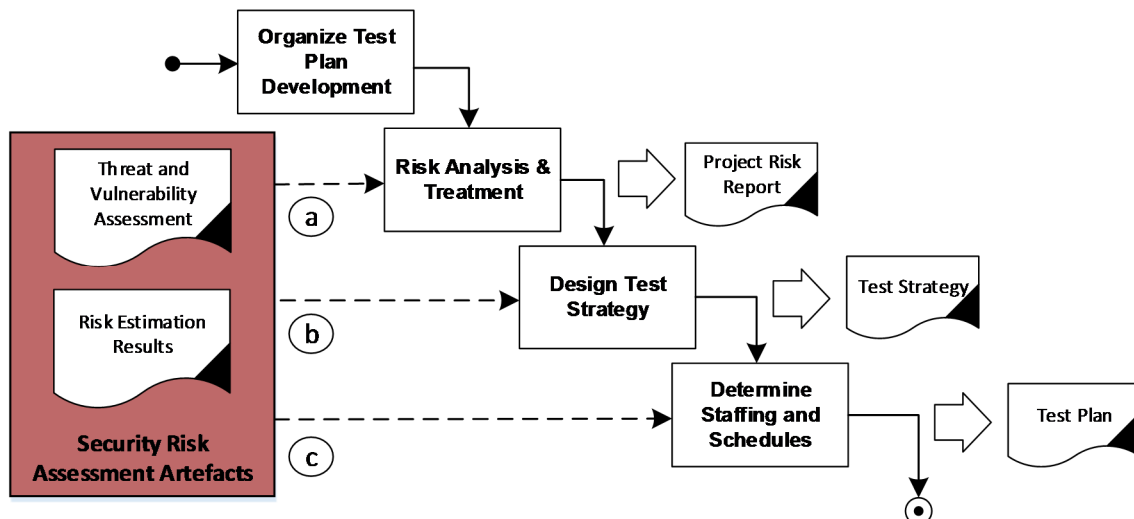 Organize Test
Plan
Development
Threat and
Vulnerability
Assessment
a
Risk Analysis &
Treatment
Project Risk
Report
Risk Estimation
Results
b
Design Test
Strategy
Test Strategy
Security Risk
Assessment Artefacts
c
Determine
Staffing and
Schedules
Test Plan